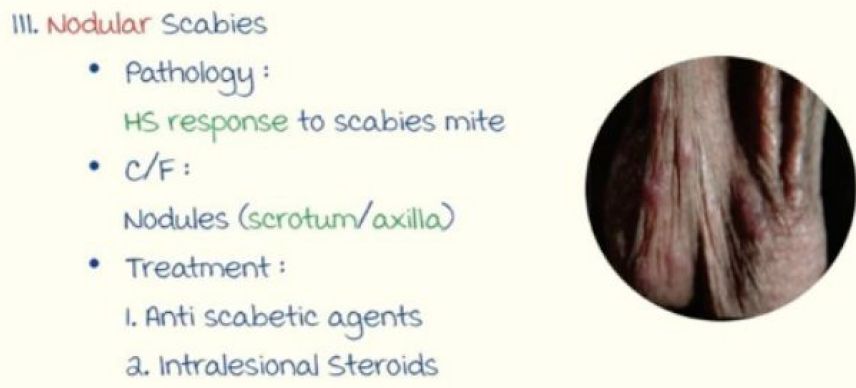 III. Nodular Scabies
• Pathology :
HS response to scabies mite
• C/F :
Nodules (scrotum/axilla)
• Treatment :
1. Anti scabetic agents
2. Intralesional Steroids